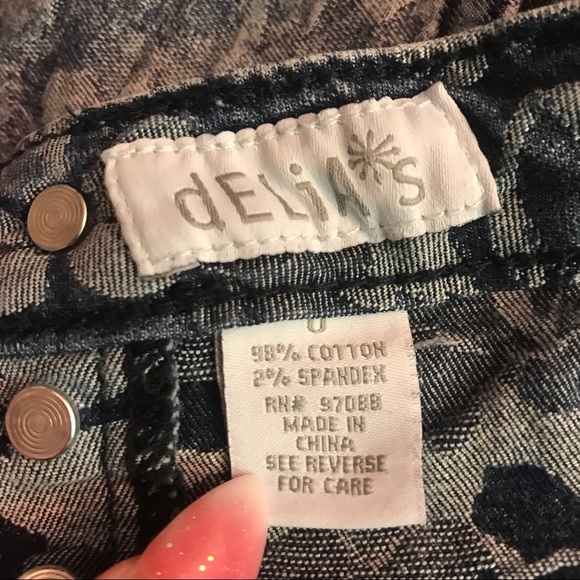 dELiA*s
0
98% COTTON
2% SPANDEX
RN# 97088
MADE IN
CHINA
SEE REVERSE
FOR CARE